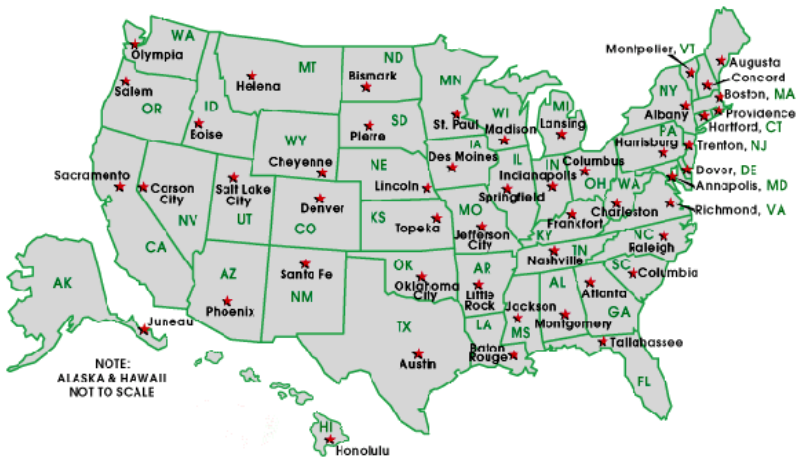 WA
Olympia
MT
ND
Helena
Bismark
MN
Montpelier, VT
Augusta
Concord
Salem
OR
ID
Boise
SD
Pierre
St. Paul
WI
Madison
MI
Lansing
NY
Albany
Boston, MA
Providence
Hartford, CT
WY
Cheyenne
NE
Lincoln
IA
Des Moines
IL
Springfield
IN
Indianapolis
Columbus
OH
PA
Harrisburg
Trenton, NJ
Dover, DE
Annapolis, MD
Sacramento
Carson
City
NV
Salt Lake
City
UT
Denver
CO
KS
Topeka
MO
Jefferson
City
KY
Frankfort
WA
Charleston
Richmond, VA
CA
AZ
Phoenix
Santa Fe
NM
OK
Oklahoma
City
AR
Little
Rock
Nashville
TN
NC
Raleigh
SC
Columbia
AK
Juneau
TX
Austin
LA
Baton
Rouge
Jackson
MS
AL
Montgomery
Atlanta
GA
Tallabassee
FL
NOTE:
ALASKA & HAWAII
NOT TO SCALE
HI
Honolulu